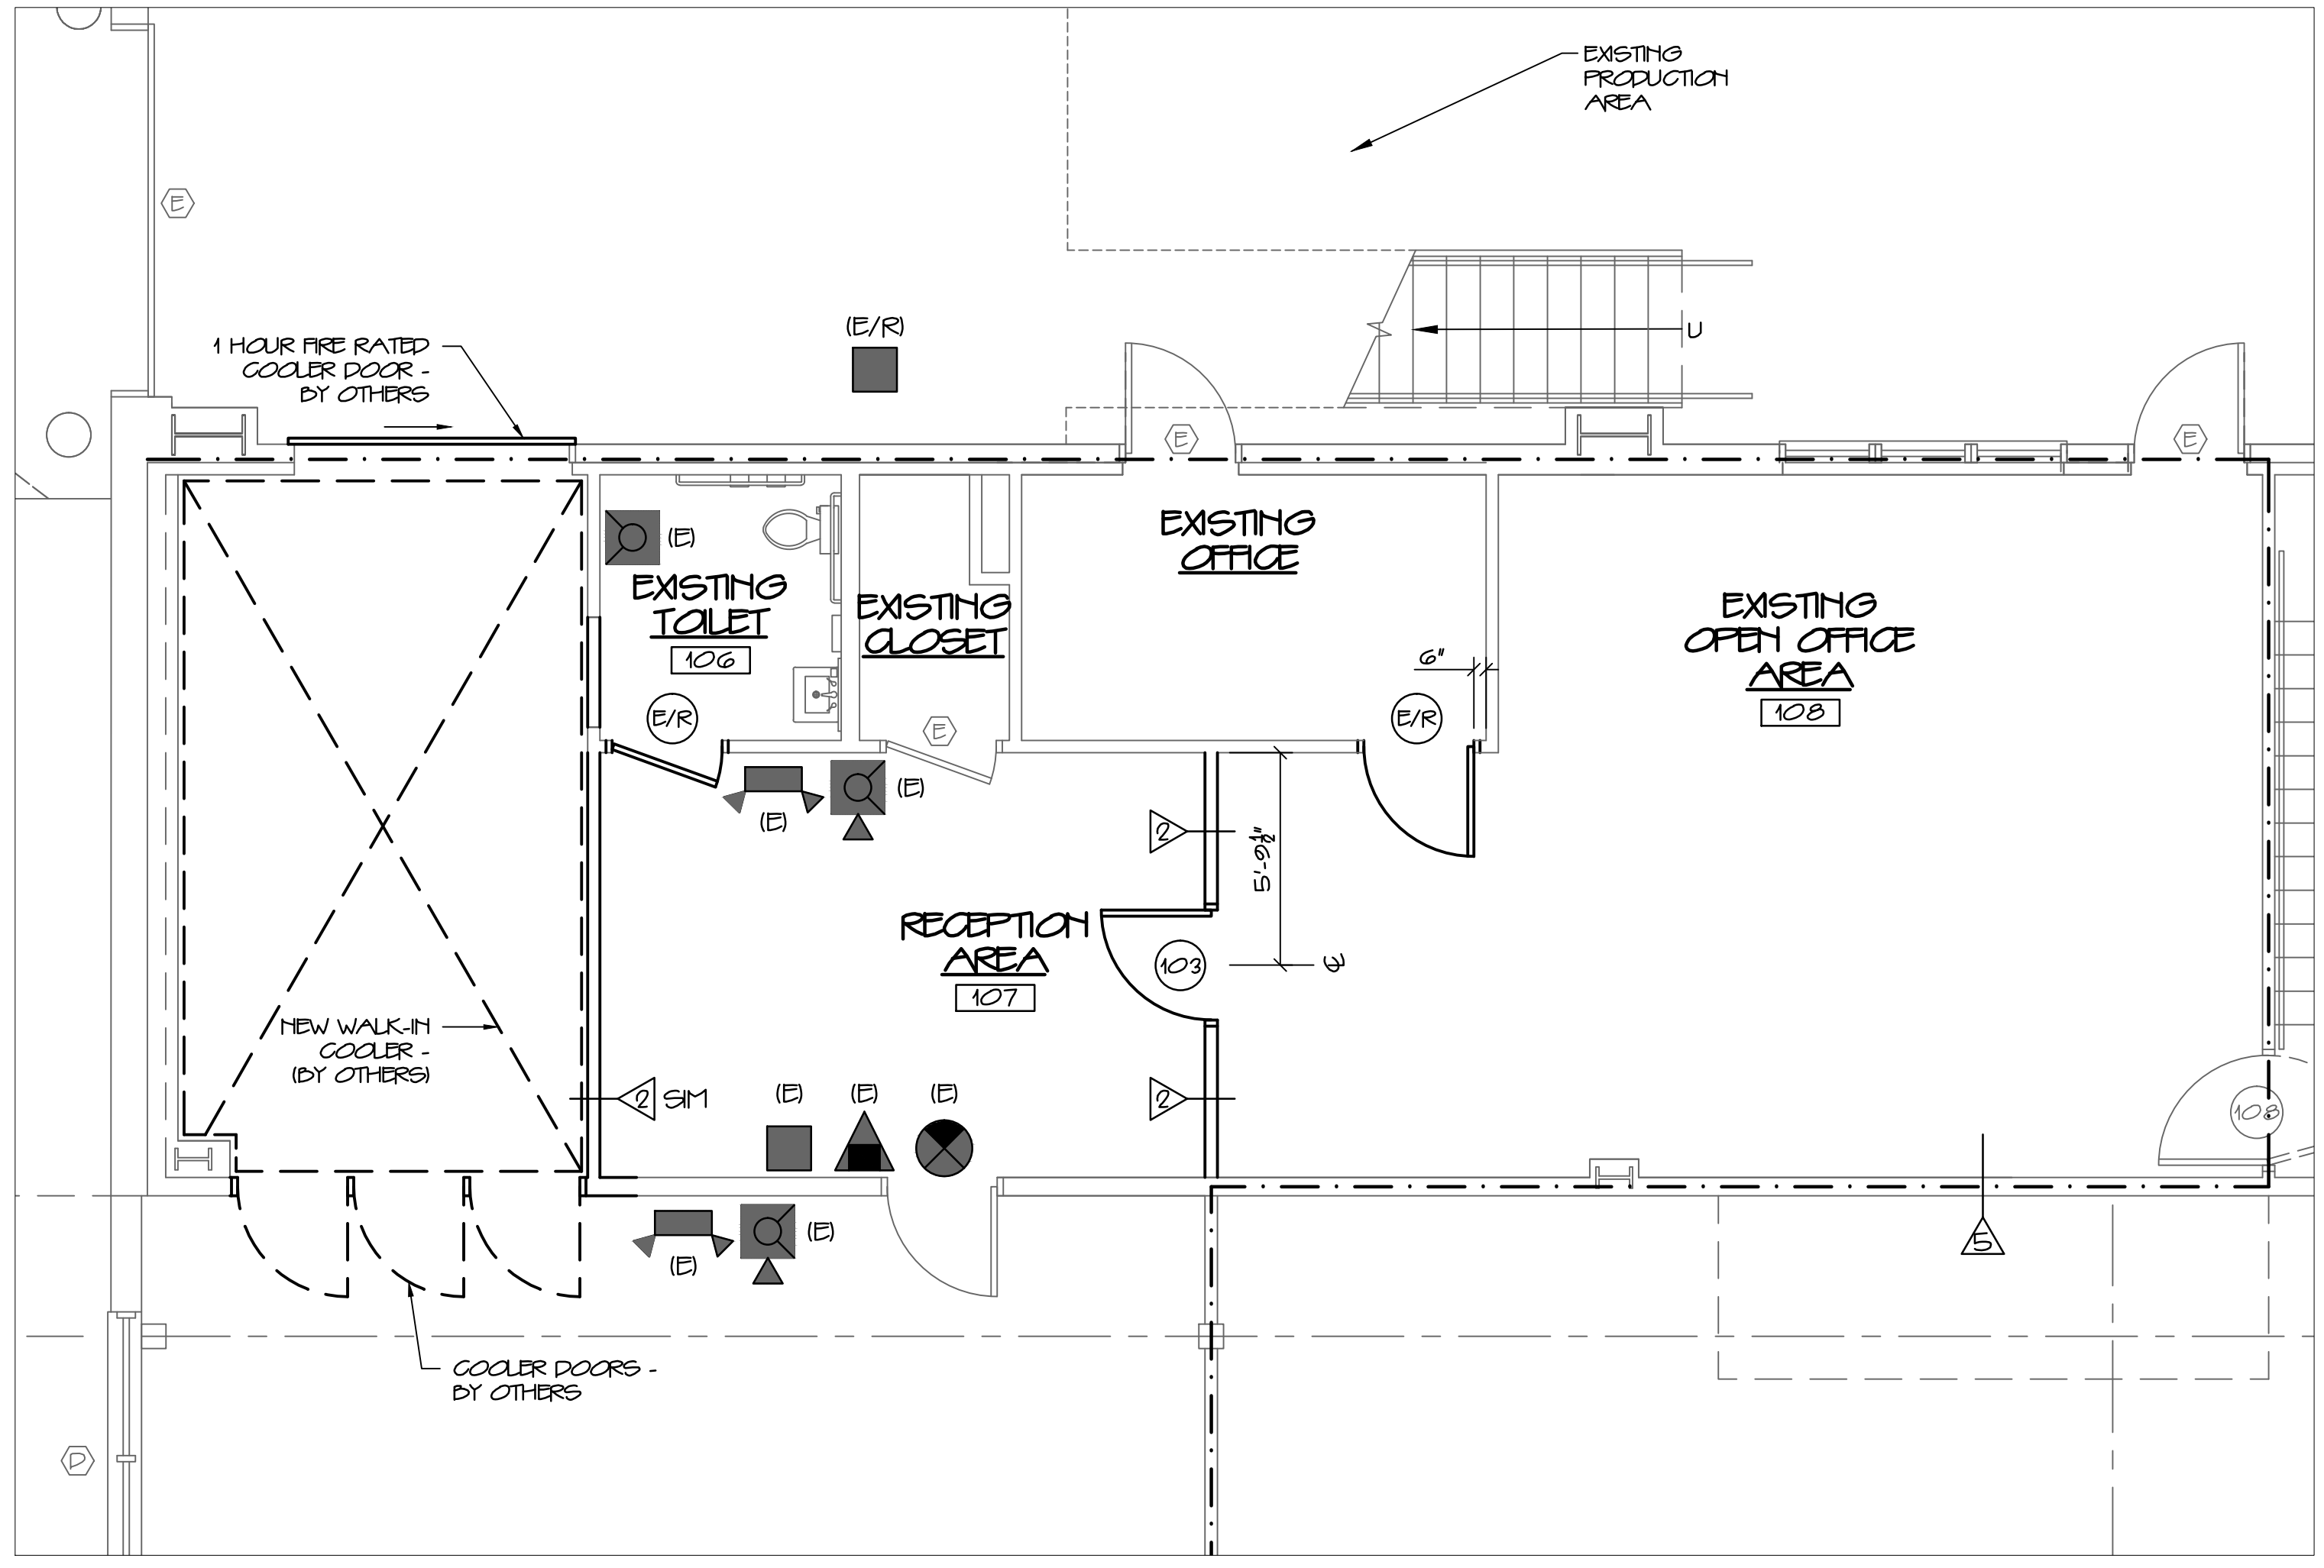 EXISTING
PRODUCTION
AREA
E
(E/R)
U
1 HOUR FIRE RATED
COOLER DOOR -
BY OTHERS
E
E
EXISTING
OFFICE
(E)
EXISTING
TOILET
106
EXISTING
CLOSET
EXISTING
OPEN OFFICE
AREA
108
6"
E/R
E
E/R
(E)
(E)
2
5'-9½"
RECEPTION
AREA
107
103
NEW WALK-IN
COOLER -
(BY OTHERS)
2 SIM
(E)
(E)
(E)
2
108
(E)
(E)
5
COOLER DOORS -
BY OTHERS
D